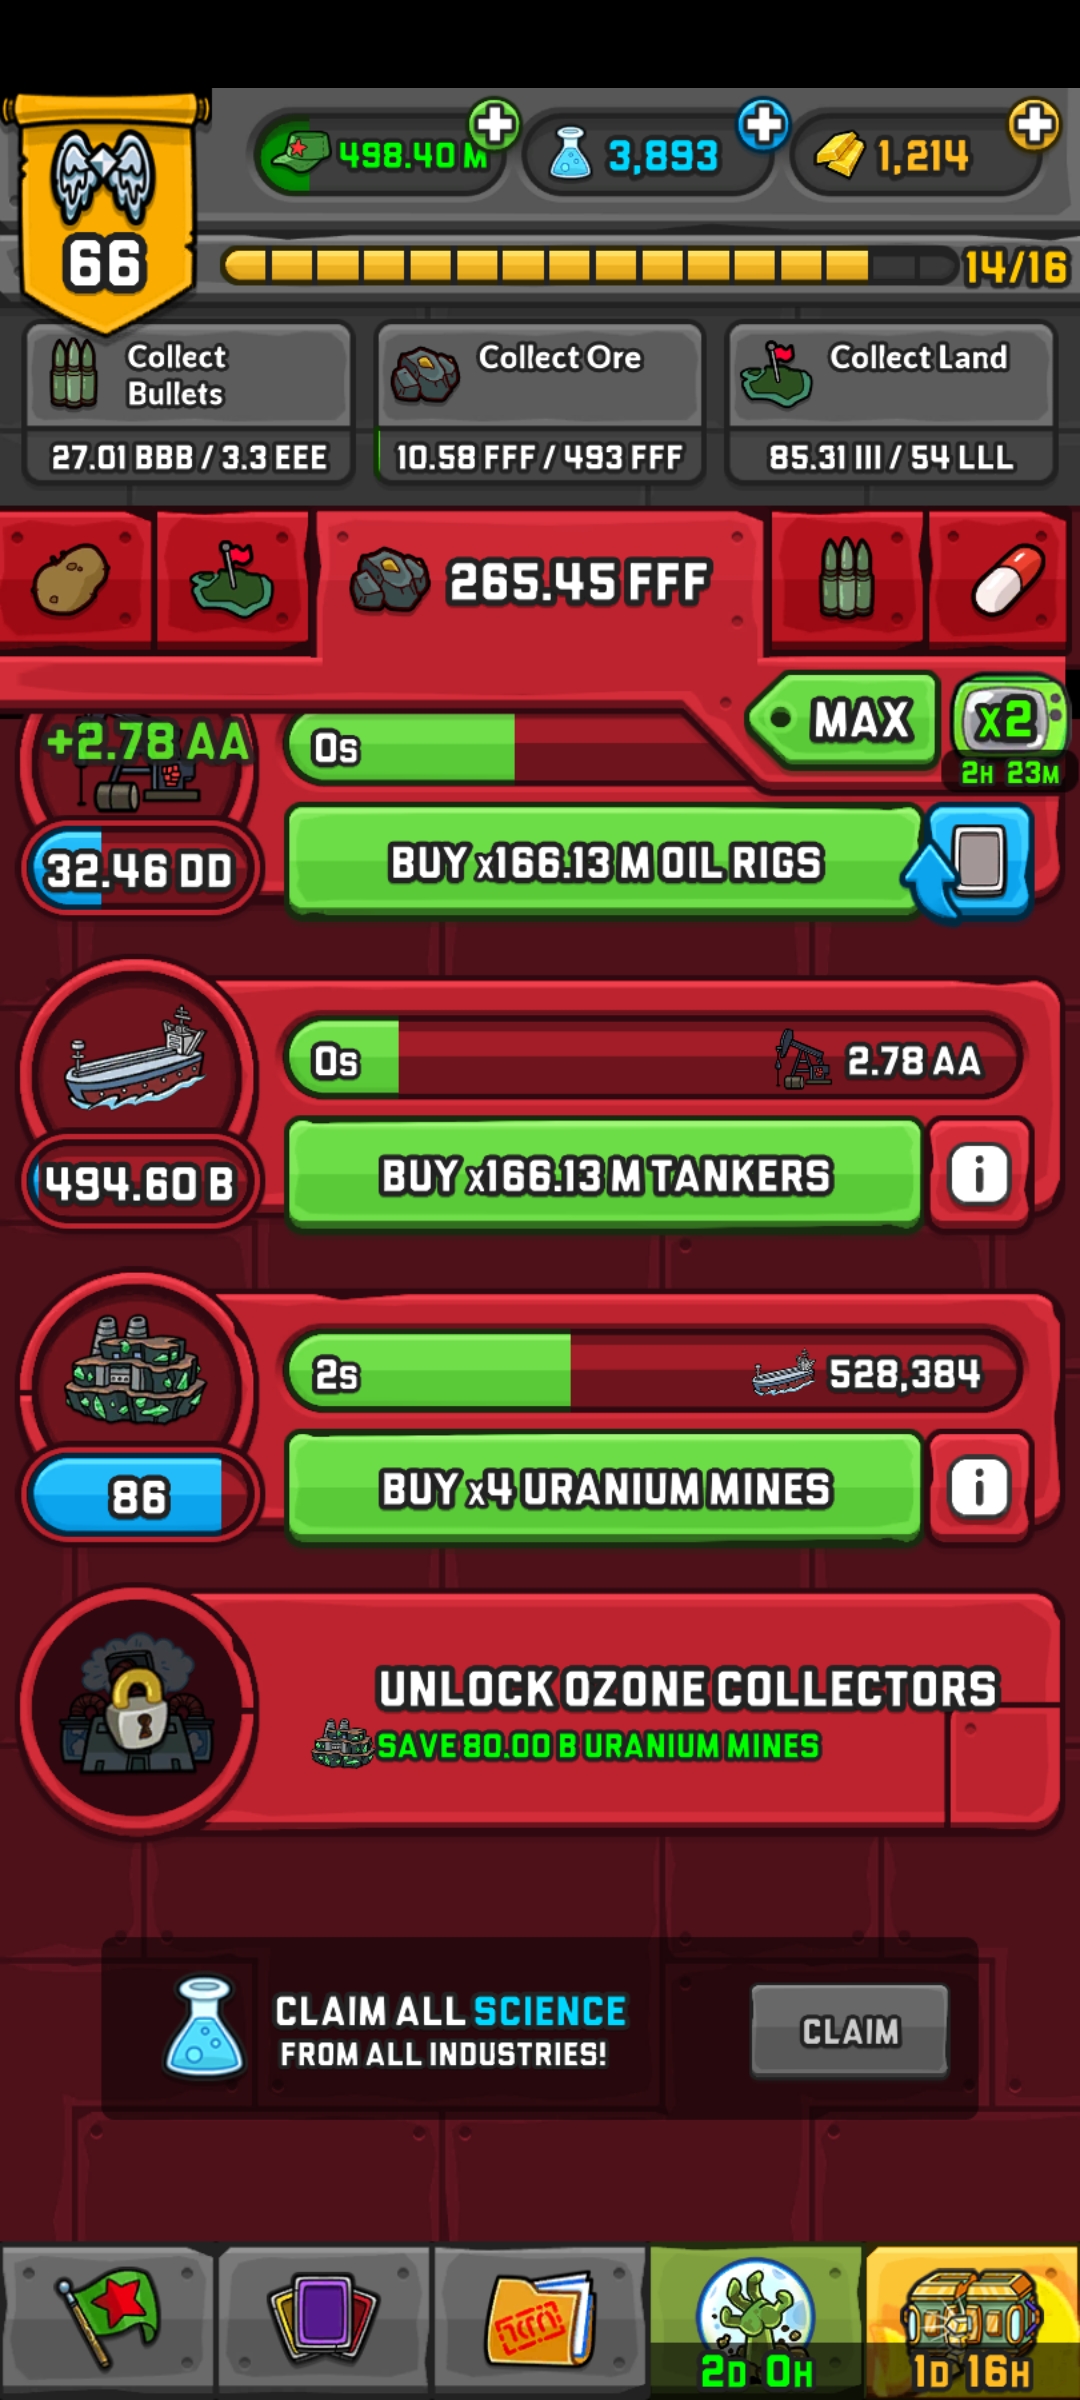 498.40 M
3,893
1,214
66
14/16
Collect
Bullets
27.01 BBB / 3.3 EEE
Collect Ore
10.58 FFF / 493 FFF
Collect Land
85.31 III / 54 LLL
265.45 FFF
MAX
x2
2H 23M
+2.78 AA
0s
32.46 DD
BUY x166.13 M OIL RIGS
0s
2.78 AA
494.60 B
BUY x166.13 M TANKERS
i
2s
528,384
86
BUY x4 URANIUM MINES
i
UNLOCK OZONE COLLECTORS
SAVE 80.00 B URANIUM MINES
CLAIM ALL SCIENCE
FROM ALL INDUSTRIES!
CLAIM
2D 0H
1D 16H